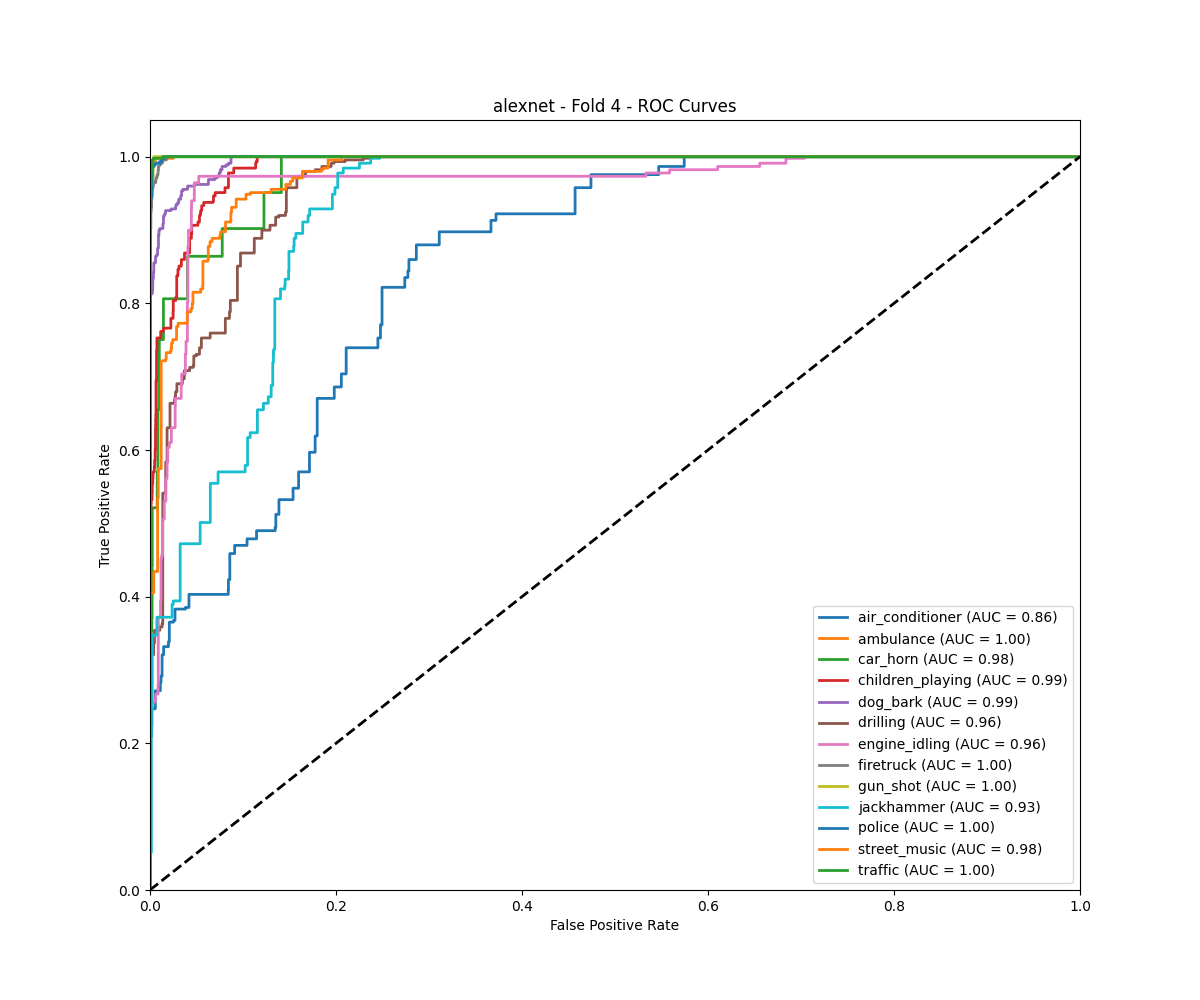 alexnet - Fold 4 - ROC Curves
True Positive Rate
1.0
0.8
0.6
0.4
0.2
0.0
air_conditioner (AUC = 0.86)
ambulance (AUC = 1.00)
car_horn (AUC = 0.98)
children_playing (AUC = 0.99)
dog_bark (AUC = 0.99)
drilling (AUC = 0.96)
engine_idling (AUC = 0.96)
firetruck (AUC = 1.00)
gun_shot (AUC = 1.00)
jackhammer (AUC = 0.93)
police (AUC = 1.00)
street_music (AUC = 0.98)
traffic (AUC = 1.00)
0.0 0.2 0.4 0.6 0.8 1.0
False Positive Rate